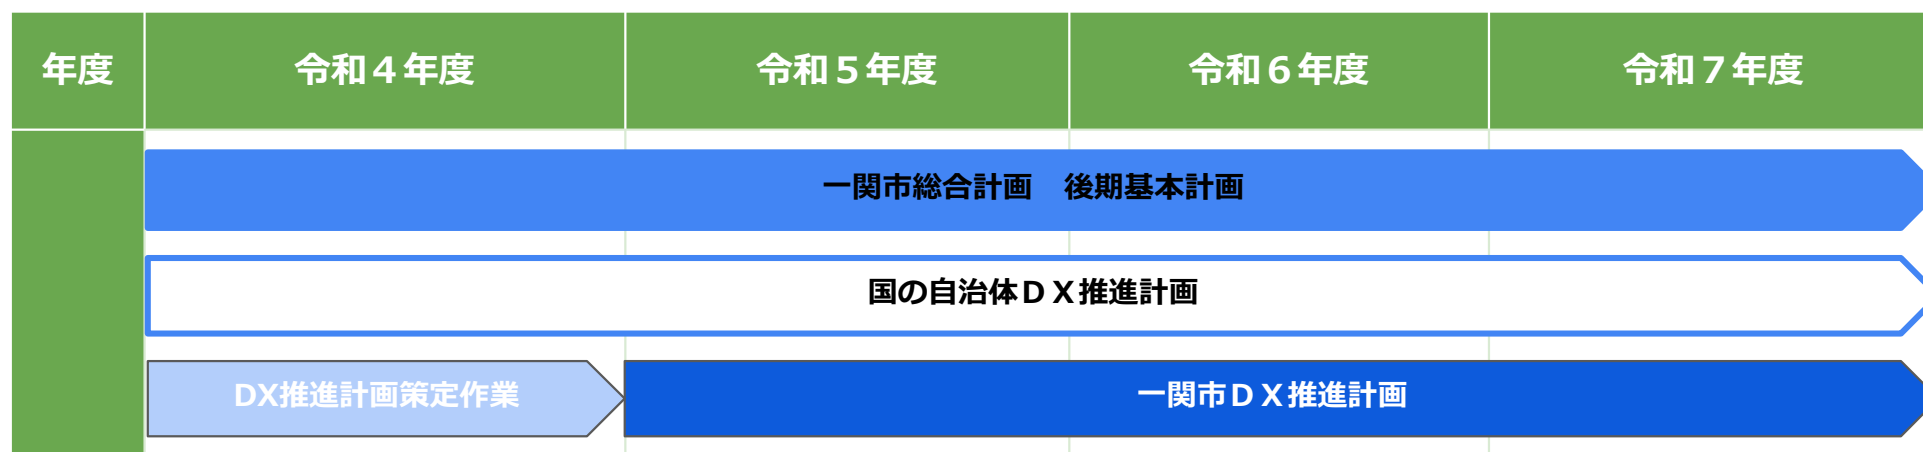 年度 令和４年度 令和５年度 令和６年度 令和７年度
一関市総合計画　後期基本計画
国の自治体ＤＸ推進計画
DX推進計画策定作業 一関市ＤＸ推進計画